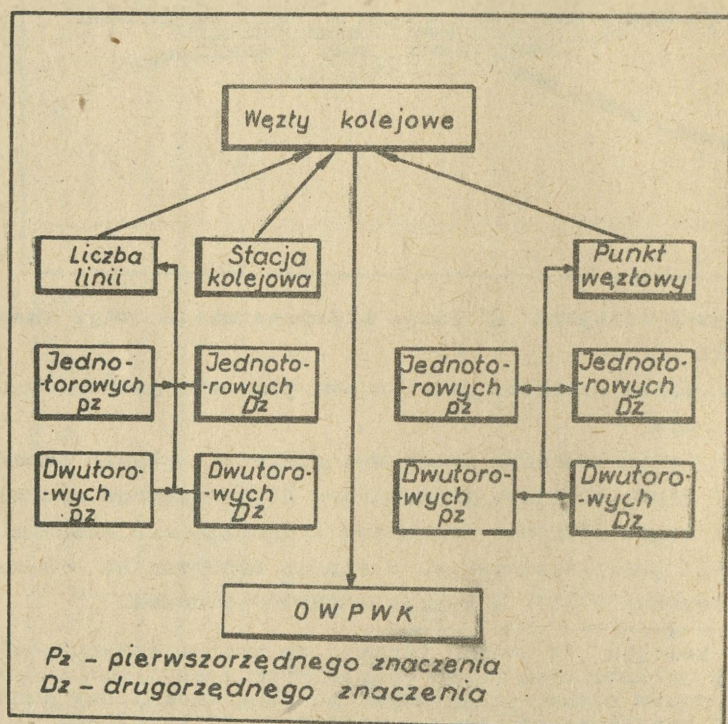 Węzły kolejowe
Liczba
linii
Stacja
kolejowa
Punkt
węzłowy
Jedno-
-torowych
pz
Jednoto-
-rowych
Dz
Jednoto-
-rowych
pz
Jednoto-
-rowych
Dz
Dwutoro-
-wych
pz
Dwutoro-
-wych
Dz
Dwutoro-
-wych
pz
Dwutoro-
-wych
Dz
OWPWK
Pz - pierwszorzędnego znaczenia
Dz - drugorzędnego znaczenia